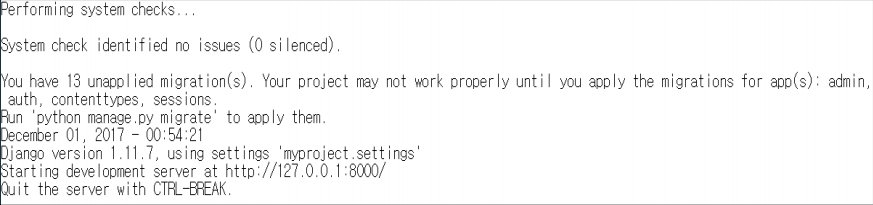 Performing system checks...
System check identified no issues (0 silenced).
You have 13 unapplied migration(s). Your project may not work properly until you apply the migrations for app(s): admin,
auth, contenttypes, sessions.
Run 'python manage.py migrate' to apply them.
December 01, 2017 - 00:54:21
Django version 1.11.7, using settings 'myproject.settings'
Starting development server at http://127.0.0.1:8000/
Quit the server with CTRL-BREAK.